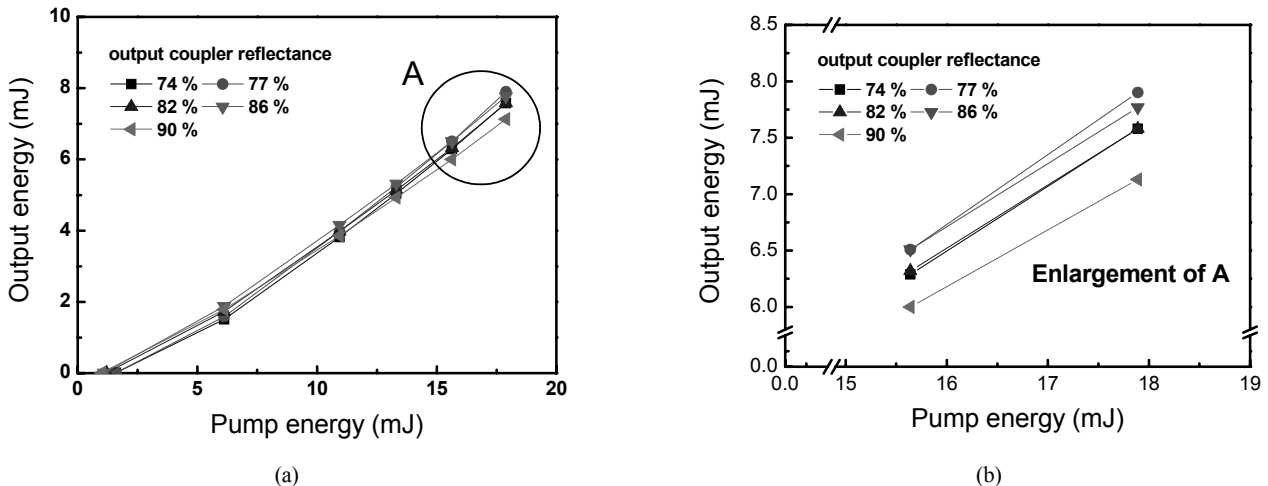 10
8
6
4
2
0
Output energy (mJ)
output coupler reflectance
74 % 77 %
82 % 86 %
90 %
A
0 5 10 15 20
Pump energy (mJ)
(a)
8.5
8.0
7.5
7.0
6.5
6.0
0.0
Output energy (mJ)
output coupler reflectance
74 % 77 %
82 % 86 %
90 %
Enlargement of A
0.0 15 16 17 18 19
Pump energy (mJ)
(b)